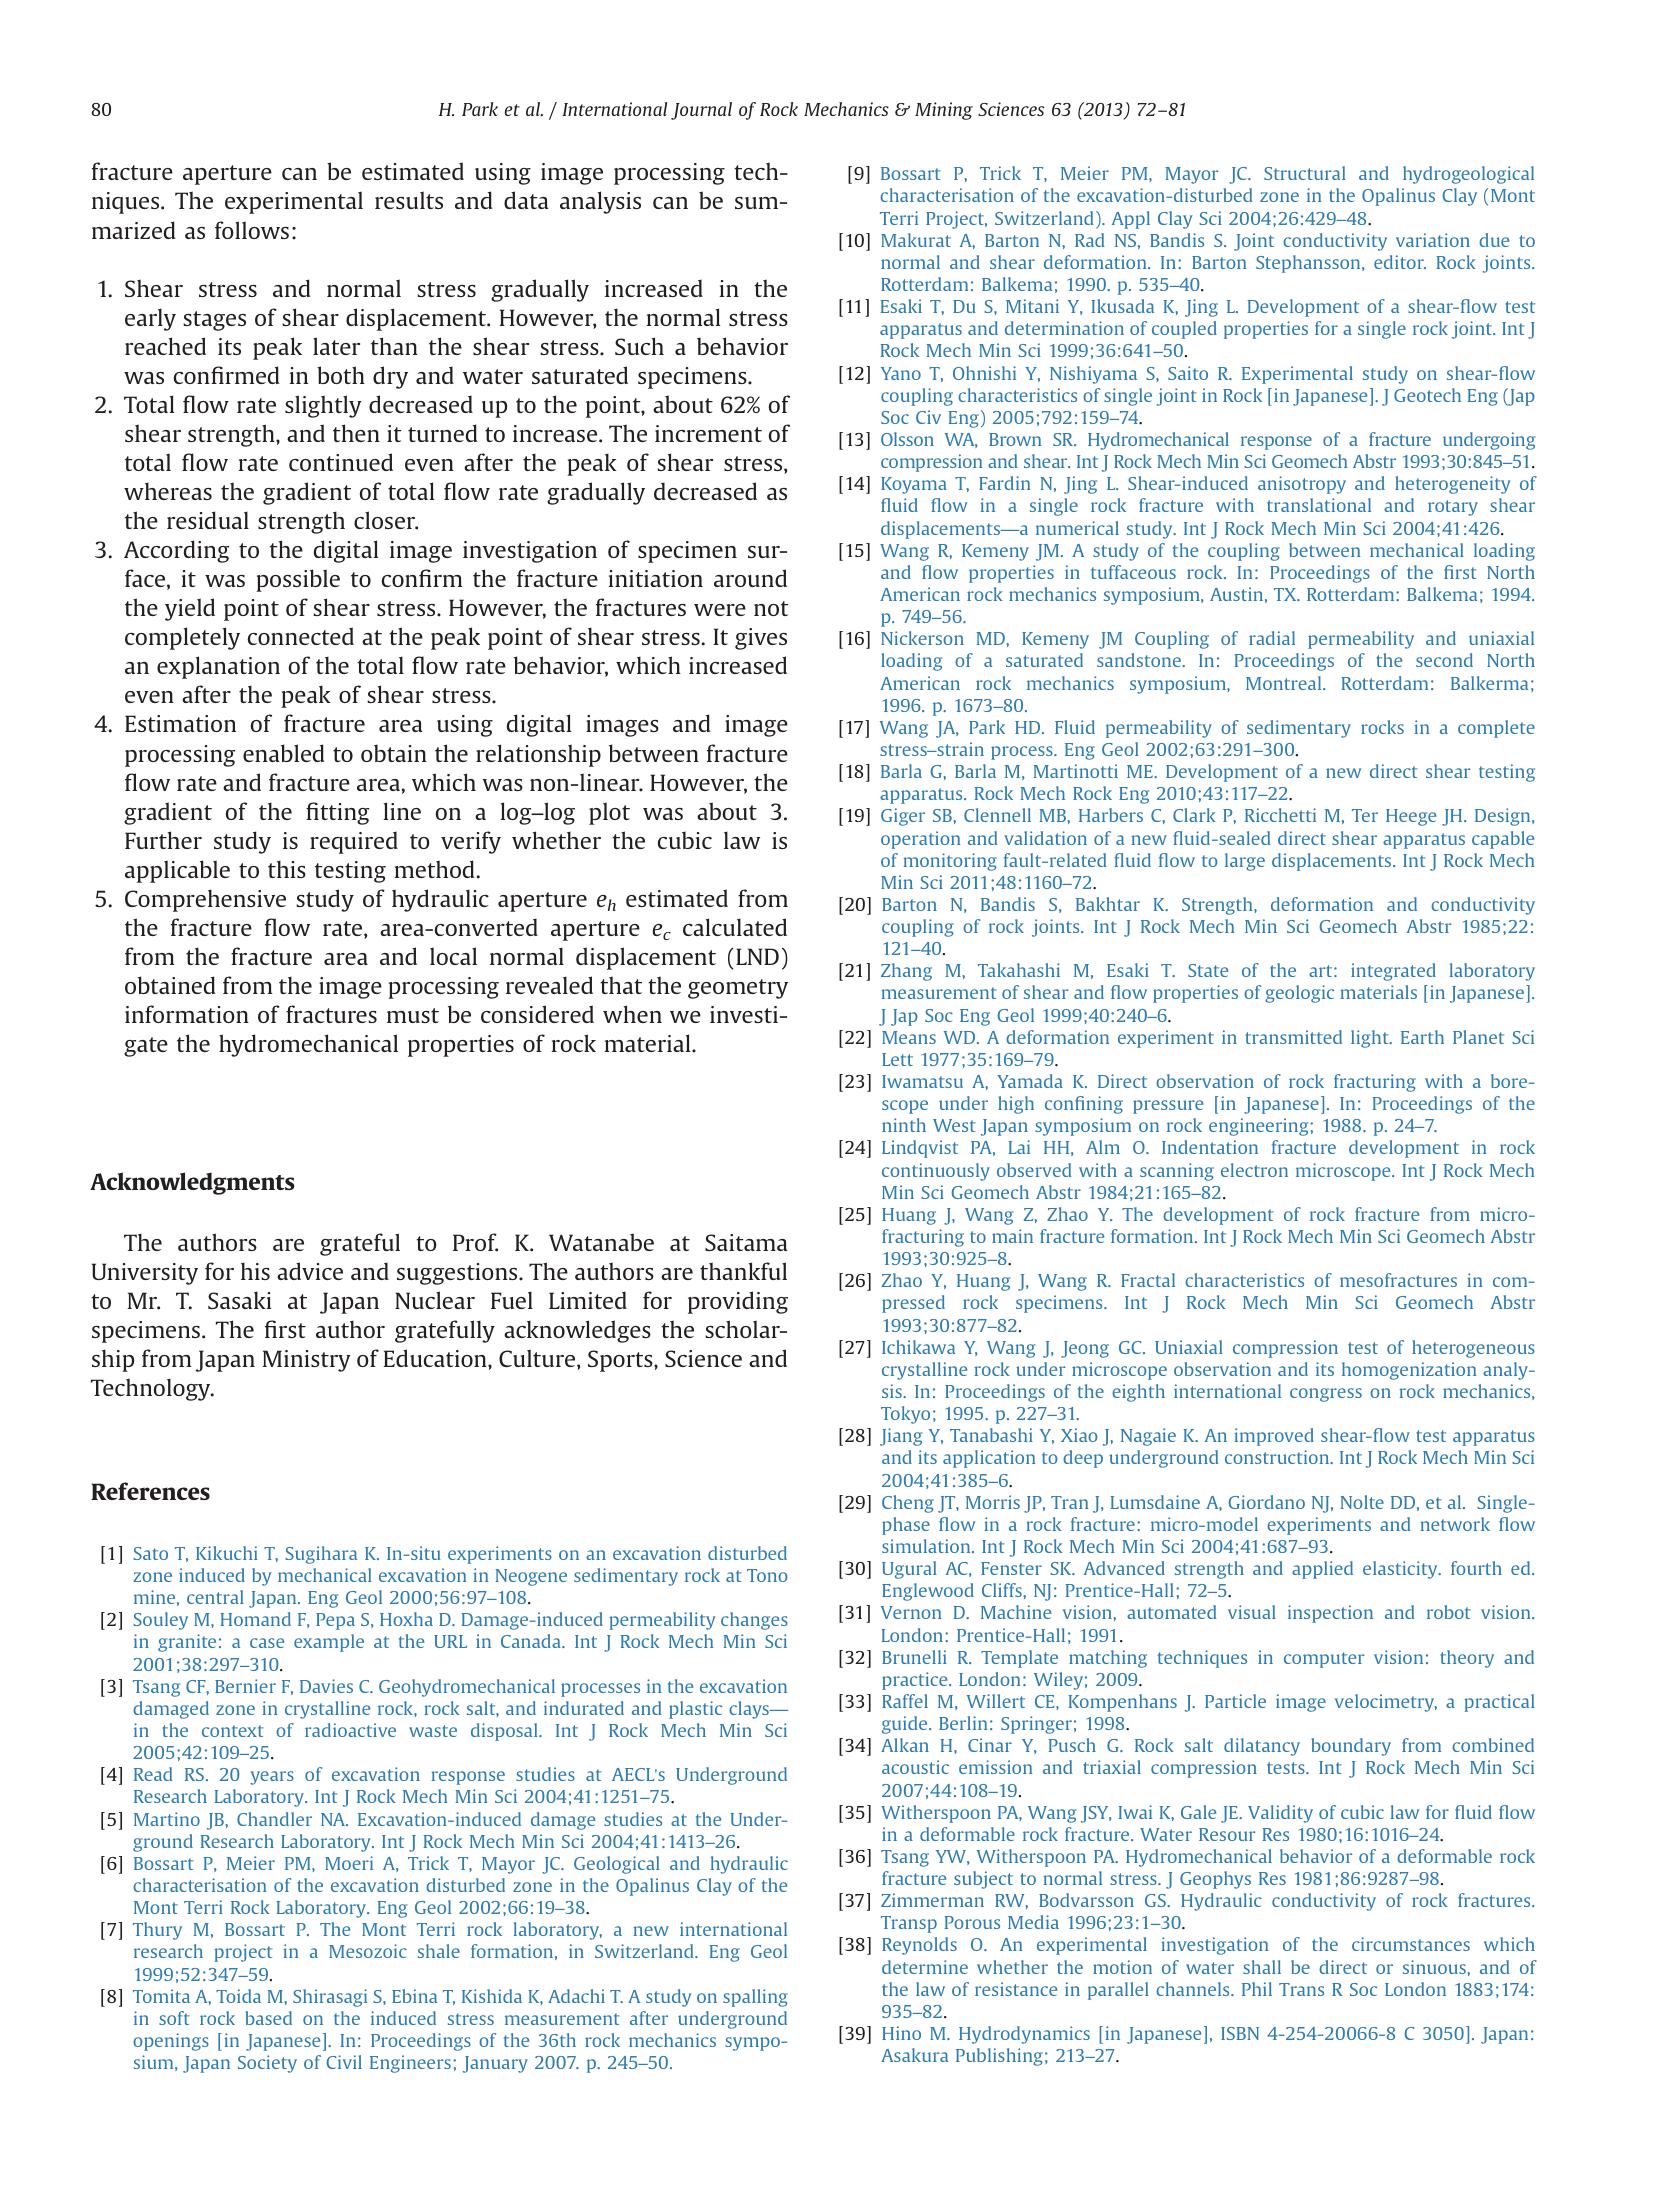 80
H. Park et al. / International Journal of Rock Mechanics & Mining Sciences 63 (2013) 72–81
fracture aperture can be estimated using image processing tech-
niques. The experimental results and data analysis can be sum-
marized as follows:
1. Shear stress and normal stress gradually increased in the
early stages of shear displacement. However, the normal stress
reached its peak later than the shear stress. Such a behavior
was confirmed in both dry and water saturated specimens.
2. Total flow rate slightly decreased up to the point, about 62% of
shear strength, and then it turned to increase. The increment of
total flow rate continued even after the peak of shear stress,
whereas the gradient of total flow rate gradually decreased as
the residual strength closer.
3. According to the digital image investigation of specimen sur-
face, it was possible to confirm the fracture initiation around
the yield point of shear stress. However, the fractures were not
completely connected at the peak point of shear stress. It gives
an explanation of the total flow rate behavior, which increased
even after the peak of shear stress.
4. Estimation of fracture area using digital images and image
processing enabled to obtain the relationship between fracture
flow rate and fracture area, which was non-linear. However, the
gradient of the fitting line on a log–log plot was about 3.
Further study is required to verify whether the cubic law is
applicable to this testing method.
5. Comprehensive study of hydraulic aperture eh estimated from
the fracture flow rate, area-converted aperture ec calculated
from the fracture area and local normal displacement (LND)
obtained from the image processing revealed that the geometry
information of fractures must be considered when we investi-
gate the hydromechanical properties of rock material.
Acknowledgments
The authors are grateful to Prof. K. Watanabe at Saitama
University for his advice and suggestions. The authors are thankful
to Mr. T. Sasaki at Japan Nuclear Fuel Limited for providing
specimens. The first author gratefully acknowledges the scholar-
ship from Japan Ministry of Education, Culture, Sports, Science and
Technology.
References
[1] Sato T, Kikuchi T, Sugihara K. In-situ experiments on an excavation disturbed
zone induced by mechanical excavation in Neogene sedimentary rock at Tono
mine, central Japan. Eng Geol 2000;56:97–108.
[2] Souley M, Homand F, Pepa S, Hoxha D. Damage-induced permeability changes
in granite: a case example at the URL in Canada. Int J Rock Mech Min Sci
2001;38:297–310.
[3] Tsang CF, Bernier F, Davies C. Geohydromechanical processes in the excavation
damaged zone in crystalline rock, rock salt, and indurated and plastic clays—
in the context of radioactive waste disposal. Int J Rock Mech Min Sci
2005;42:109–25.
[4] Read RS. 20 years of excavation response studies at AECL's Underground
Research Laboratory. Int J Rock Mech Min Sci 2004;41:1251–75.
[5] Martino JB, Chandler NA. Excavation-induced damage studies at the Under-
ground Research Laboratory. Int J Rock Mech Min Sci 2004;41:1413–26.
[6] Bossart P, Meier PM, Moeri A, Trick T, Mayor JC. Geological and hydraulic
characterisation of the excavation disturbed zone in the Opalinus Clay of the
Mont Terri Rock Laboratory. Eng Geol 2002;66:19–38.
[7] Thury M, Bossart P. The Mont Terri rock laboratory, a new international
research project in a Mesozoic shale formation, in Switzerland. Eng Geol
1999;52:347–59.
[8] Tomita A, Toida M, Shirasagi S, Ebina T, Kishida K, Adachi T. A study on spalling
in soft rock based on the induced stress measurement after underground
openings [in Japanese]. In: Proceedings of the 36th rock mechanics sympo-
sium, Japan Society of Civil Engineers; January 2007. p. 245–50.
[9] Bossart P, Trick T, Meier PM, Mayor JC. Structural and hydrogeological
characterisation of the excavation-disturbed zone in the Opalinus Clay (Mont
Terri Project, Switzerland). Appl Clay Sci 2004;26:429–48.
[10] Makurat A, Barton N, Rad NS, Bandis S. Joint conductivity variation due to
normal and shear deformation. In: Barton Stephansson, editor. Rock joints.
Rotterdam: Balkema; 1990. p. 535–40.
[11] Esaki T, Du S, Mitani Y, Ikusada K, Jing L. Development of a shear-flow test
apparatus and determination of coupled properties for a single rock joint. Int J
Rock Mech Min Sci 1999;36:641–50.
[12] Yano T, Ohnishi Y, Nishiyama S, Saito R. Experimental study on shear-flow
coupling characteristics of single joint in Rock [in Japanese]. J Geotech Eng (Jap
Soc Civ Eng) 2005;792:159–74.
[13] Olsson WA, Brown SR. Hydromechanical response of a fracture undergoing
compression and shear. Int J Rock Mech Min Sci Geomech Abstr 1993;30:845–51.
[14] Koyama T, Fardin N, Jing L. Shear-induced anisotropy and heterogeneity of
fluid flow in a single rock fracture with translational and rotary shear
displacements—a numerical study. Int J Rock Mech Min Sci 2004;41:426.
[15] Wang R, Kemeny JM. A study of the coupling between mechanical loading
and flow properties in tuffaceous rock. In: Proceedings of the first North
American rock mechanics symposium, Austin, TX. Rotterdam: Balkema; 1994.
p. 749–56.
[16] Nickerson MD, Kemeny JM Coupling of radial permeability and uniaxial
loading of a saturated sandstone. In: Proceedings of the second North
American rock mechanics symposium, Montreal. Rotterdam: Balkerma;
1996. p. 1673–80.
[17] Wang JA, Park HD. Fluid permeability of sedimentary rocks in a complete
stress–strain process. Eng Geol 2002;63:291–300.
[18] Barla G, Barla M, Martinotti ME. Development of a new direct shear testing
apparatus. Rock Mech Rock Eng 2010;43:117–22.
[19] Giger SB, Clennell MB, Harbers C, Clark P, Ricchetti M, Ter Heege JH. Design,
operation and validation of a new fluid-sealed direct shear apparatus capable
of monitoring fault-related fluid flow to large displacements. Int J Rock Mech
Min Sci 2011;48:1160–72.
[20] Barton N, Bandis S, Bakhtar K. Strength, deformation and conductivity
coupling of rock joints. Int J Rock Mech Min Sci Geomech Abstr 1985;22:
121–40.
[21] Zhang M, Takahashi M, Esaki T. State of the art: integrated laboratory
measurement of shear and flow properties of geologic materials [in Japanese].
J Jap Soc Eng Geol 1999;40:240–6.
[22] Means WD. A deformation experiment in transmitted light. Earth Planet Sci
Lett 1977;35:169–79.
[23] Iwamatsu A, Yamada K. Direct observation of rock fracturing with a bore-
scope under high confining pressure [in Japanese]. In: Proceedings of the
ninth West Japan symposium on rock engineering; 1988. p. 24–7.
[24] Lindqvist PA, Lai HH, Alm O. Indentation fracture development in rock
continuously observed with a scanning electron microscope. Int J Rock Mech
Min Sci Geomech Abstr 1984;21:165–82.
[25] Huang J, Wang Z, Zhao Y. The development of rock fracture from micro-
fracturing to main fracture formation. Int J Rock Mech Min Sci Geomech Abstr
1993;30:925–8.
[26] Zhao Y, Huang J, Wang R. Fractal characteristics of mesofractures in com-
pressed rock specimens. Int J Rock Mech Min Sci Geomech Abstr
1993;30:877–82.
[27] Ichikawa Y, Wang J, Jeong GC. Uniaxial compression test of heterogeneous
crystalline rock under microscope observation and its homogenization analy-
sis. In: Proceedings of the eighth international congress on rock mechanics,
Tokyo; 1995. p. 227–31.
[28] Jiang Y, Tanabashi Y, Xiao J, Nagaie K. An improved shear-flow test apparatus
and its application to deep underground construction. Int J Rock Mech Min Sci
2004;41:385–6.
[29] Cheng JT, Morris JP, Tran J, Lumsdaine A, Giordano NJ, Nolte DD, et al. Single-
phase flow in a rock fracture: micro-model experiments and network flow
simulation. Int J Rock Mech Min Sci 2004;41:687–93.
[30] Ugural AC, Fenster SK. Advanced strength and applied elasticity. fourth ed.
Englewood Cliffs, NJ: Prentice-Hall; 72–5.
[31] Vernon D. Machine vision, automated visual inspection and robot vision.
London: Prentice-Hall; 1991.
[32] Brunelli R. Template matching techniques in computer vision: theory and
practice. London: Wiley; 2009.
[33] Raffel M, Willert CE, Kompenhans J. Particle image velocimetry, a practical
guide. Berlin: Springer; 1998.
[34] Alkan H, Cinar Y, Pusch G. Rock salt dilatancy boundary from combined
acoustic emission and triaxial compression tests. Int J Rock Mech Min Sci
2007;44:108–19.
[35] Witherspoon PA, Wang JSY, Iwai K, Gale JE. Validity of cubic law for fluid flow
in a deformable rock fracture. Water Resour Res 1980;16:1016–24.
[36] Tsang YW, Witherspoon PA. Hydromechanical behavior of a deformable rock
fracture subject to normal stress. J Geophys Res 1981;86:9287–98.
[37] Zimmerman RW, Bodvarsson GS. Hydraulic conductivity of rock fractures.
Transp Porous Media 1996;23:1–30.
[38] Reynolds O. An experimental investigation of the circumstances which
determine whether the motion of water shall be direct or sinuous, and of
the law of resistance in parallel channels. Phil Trans R Soc London 1883;174:
935–82.
[39] Hino M. Hydrodynamics [in Japanese], ISBN 4-254-20066-8 C 3050]. Japan:
Asakura Publishing; 213–27.